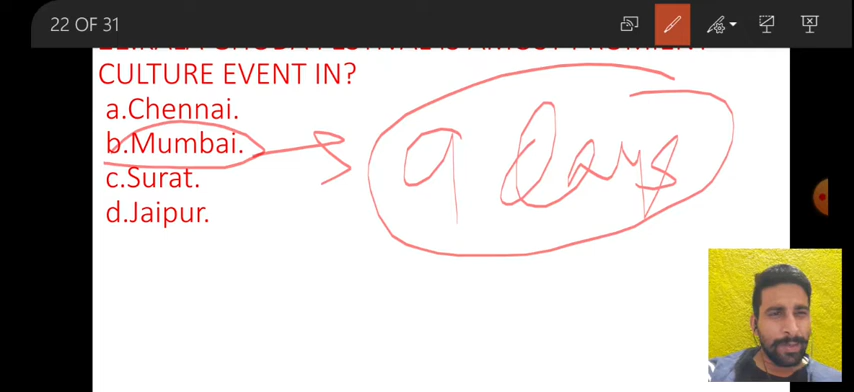 22 OF 31
CULTURE EVENT IN?
a.Chennai.
b.Mumbai.
c.Surat.
d.Jaipur.
9 days